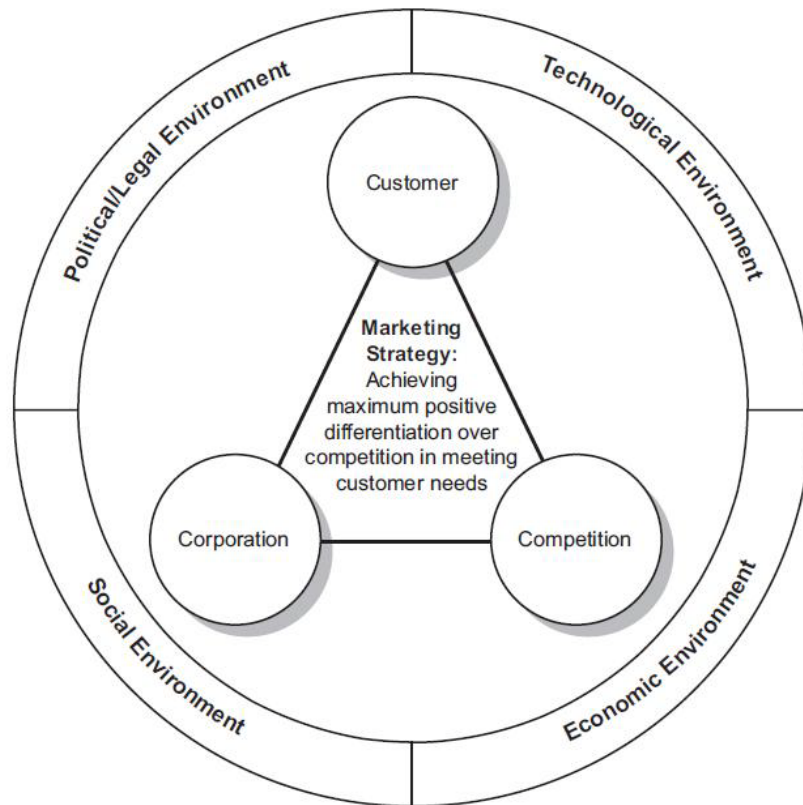 Political/Legal Environment
Technological Environment
Customer
Marketing
Strategy:
Achieving
maximum positive
differentiation over
competition in meeting
customer needs
Corporation
Competition
Social Environment
Economic Environment